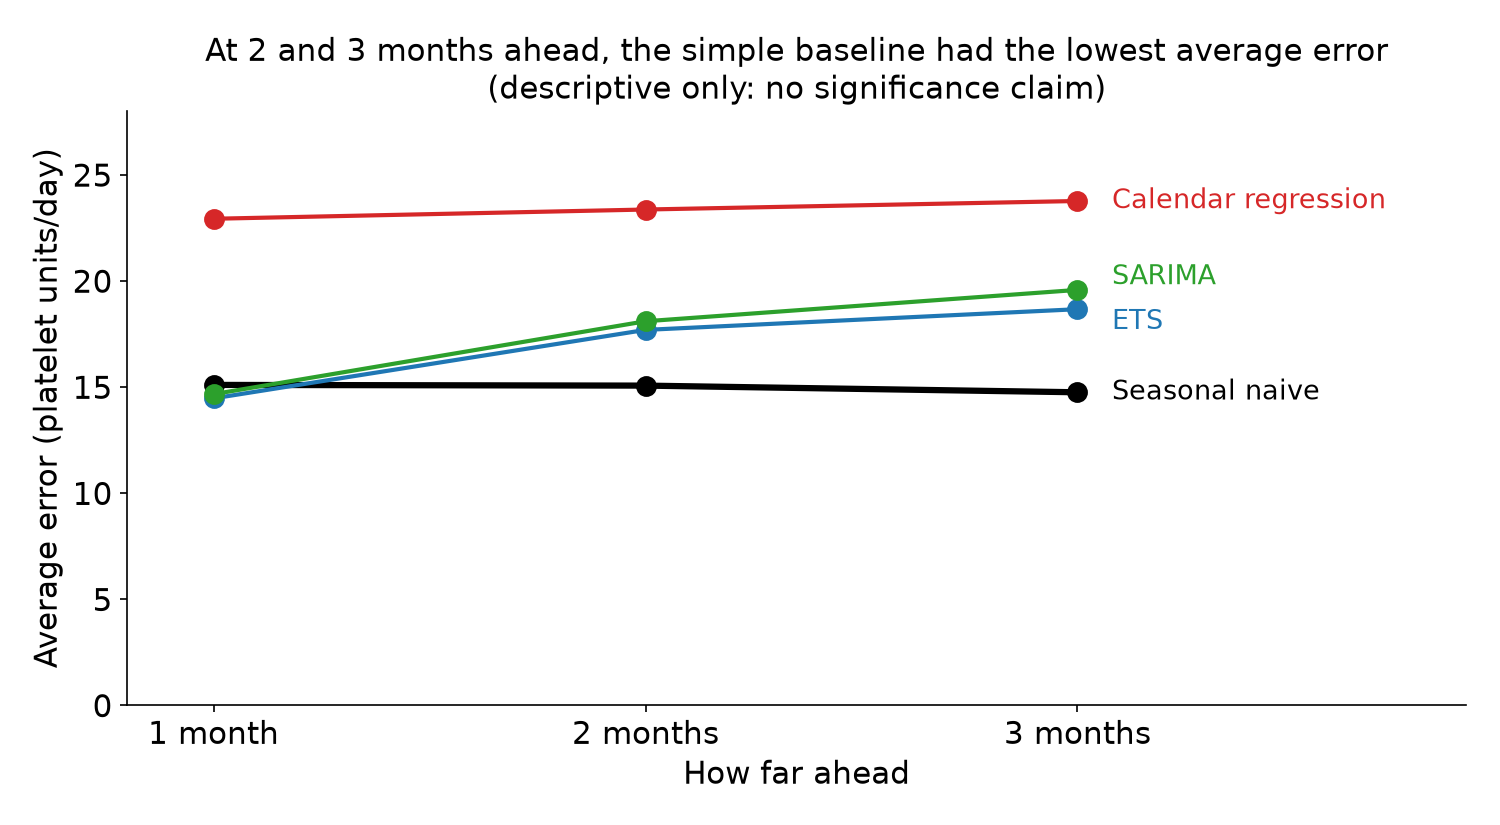 At 2 and 3 months ahead, the simple baseline had the lowest average error
(descriptive only: no significance claim)
Average error (platelet units/day)
25
20
15
10
5
0
Calendar regression
SARIMA
ETS
Seasonal naive
1 month
2 months
3 months
How far ahead